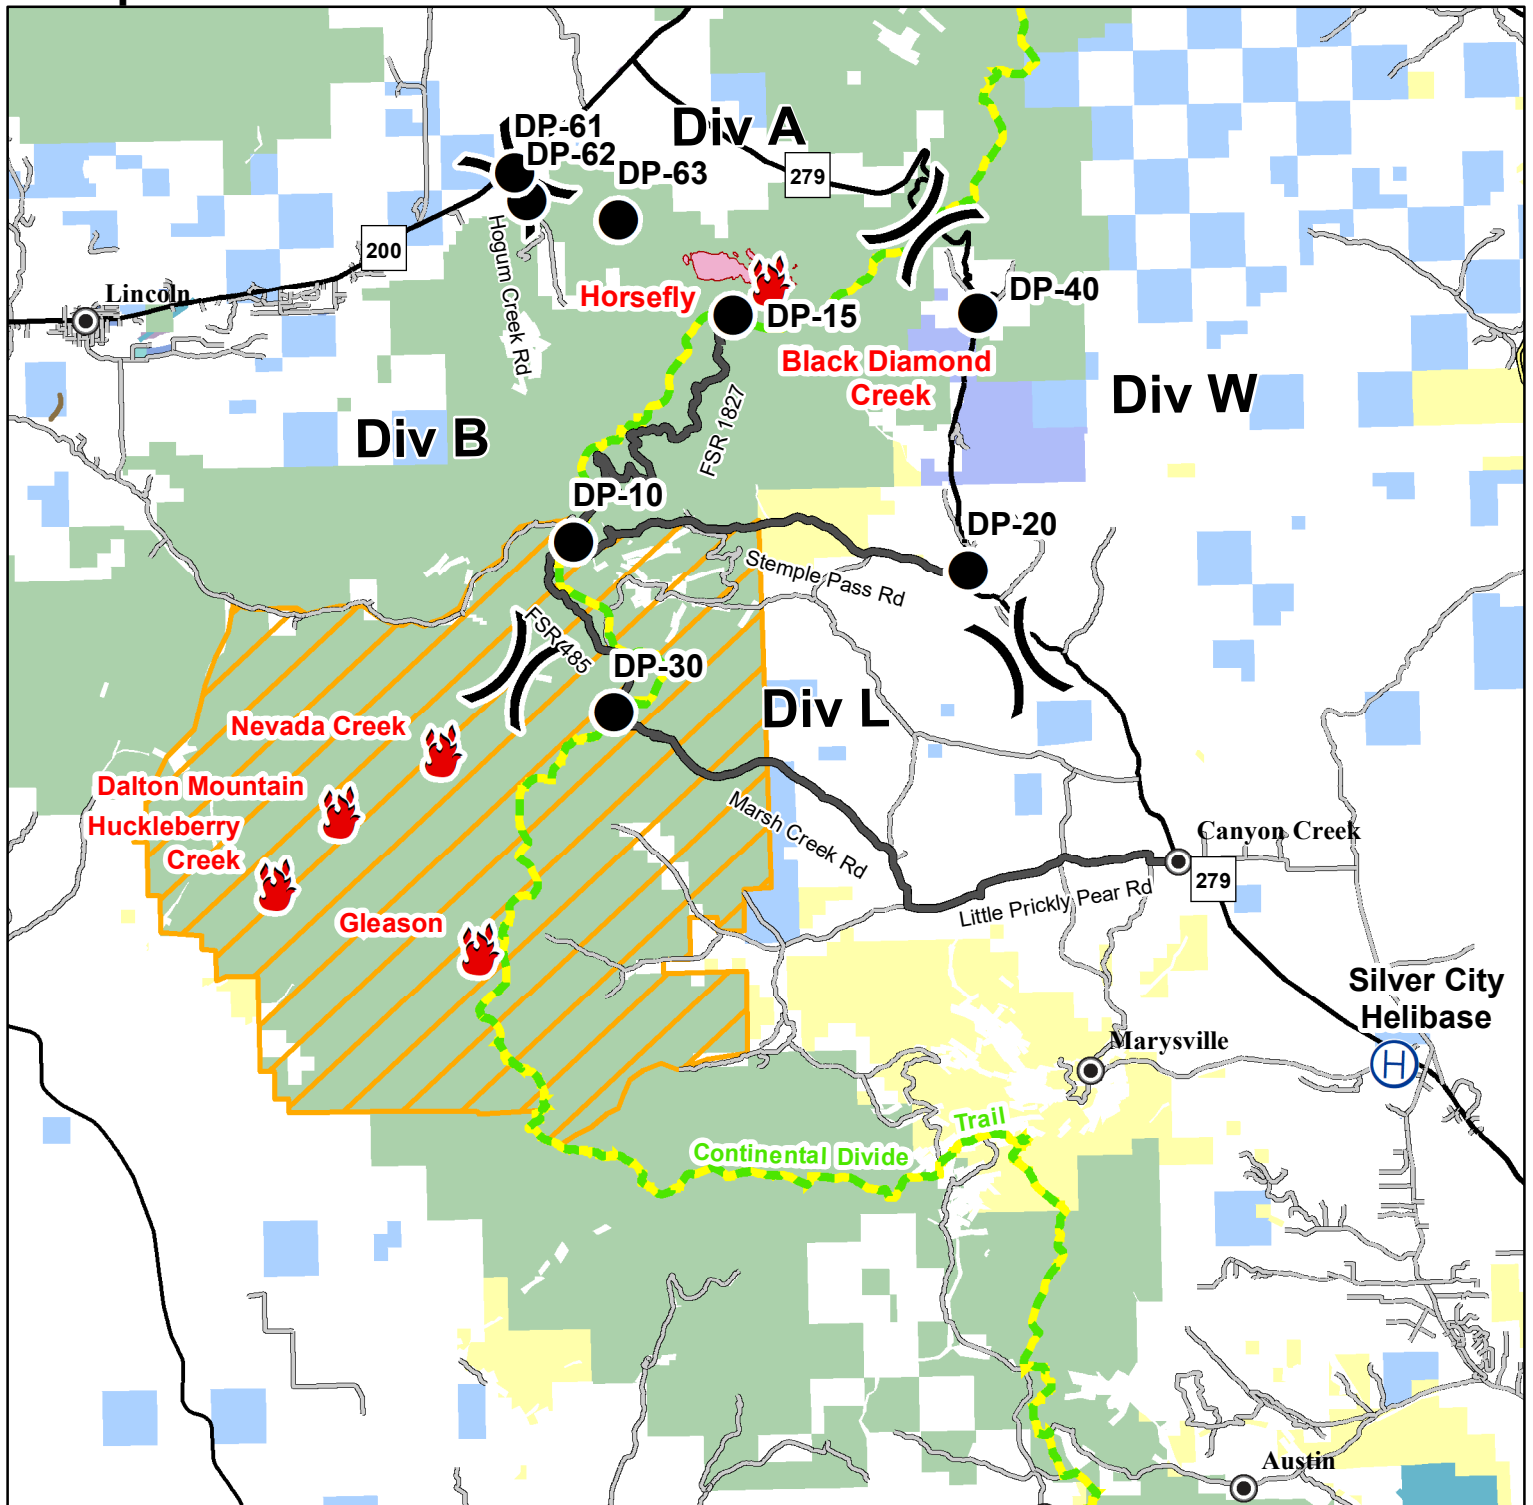 DP-61
Div A
DP-62
DP-63
279
Hogum Creek Rd
200
Lincoln
Horsefly
DP-15
DP-40
Black Diamond
Creek
Div W
FSR 1827
Div B
DP-10
DP-20
Stemple Pass Rd
FSR 485
DP-30
Div L
Nevada Creek
Dalton Mountain
Huckleberry
Creek
Marsh Creek Rd
Canyon Creek
279
Little Prickly Pear Rd
Gleason
Silver City
Helibase
H
Marysville
Trail
Continental Divide
Austin